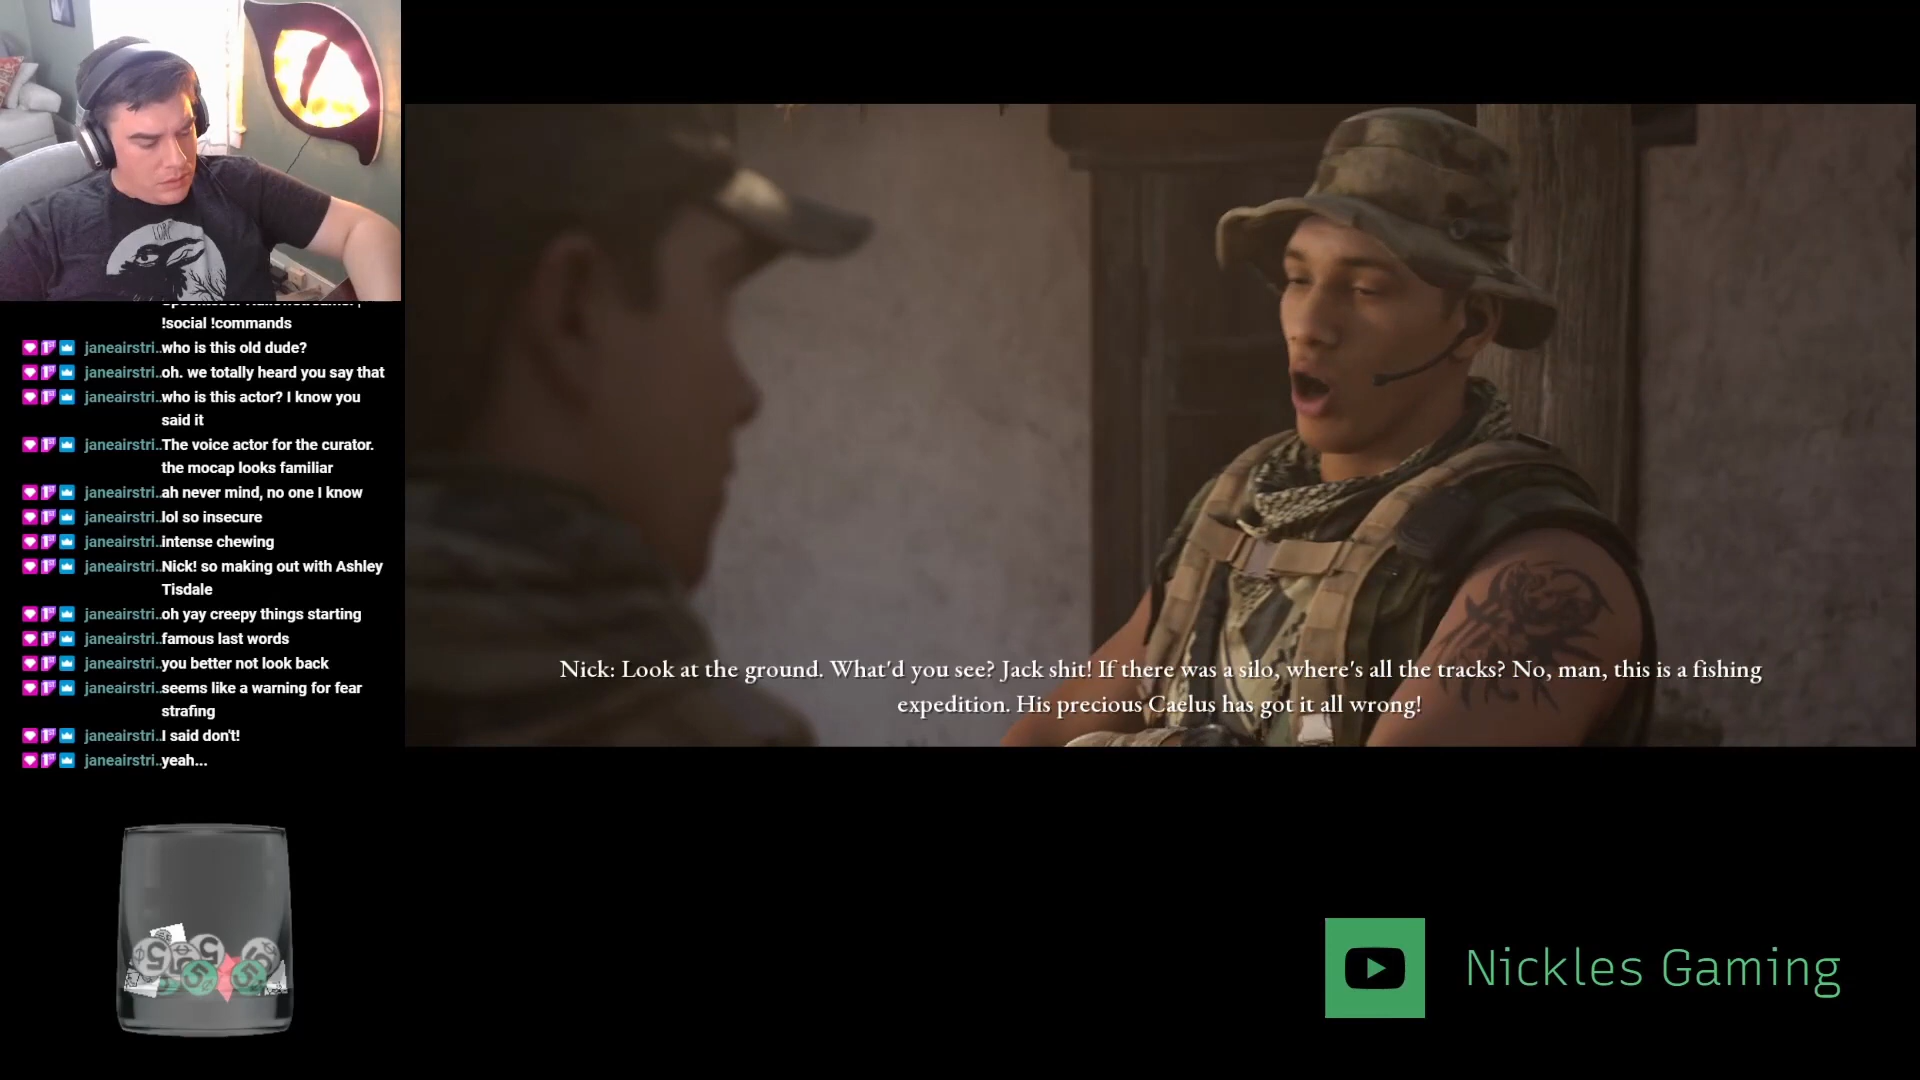 !social !commands
janeairstri..who is this old dude?
janeairstri..oh. we totally heard you say that
janeairstri..who is this actor? I know you
said it
janeairstri..The voice actor for the curator.
the mocap looks familiar
janeairstri..ah never mind, no one I know
janeairstri..lol so insecure
janeairstri..intense chewing
janeairstri..Nick! so making out with Ashley
Tisdale
janeairstri..oh yay creepy things starting
janeairstri..famous last words
janeairstri..you better not look back
janeairstri..seems like a warning for fear
strafing
janeairstri..I said don't!
janeairstri..yeah...
LORE
Nick: Look at the ground. What'd you see? Jack shit! If there was a silo, where's all the tracks? No, man, this is a fishing
expedition. His precious Caelus has got it all wrong!
Nickles Gaming